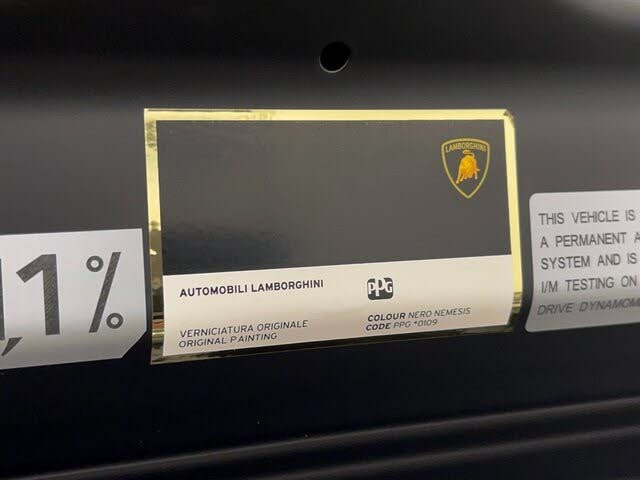 LAMBORGHINI
AUTOMOBILI LAMBORGHINI
PPG
VERNICIATURA ORIGINALE
ORIGINAL PAINTING
COLOUR NERO NEMESIS
CODE PPG *0109
,1%
THIS VEHICLE IS
A PERMANENT A
SYSTEM AND IS
I/M TESTING ON
DRIVE DYNAMOM